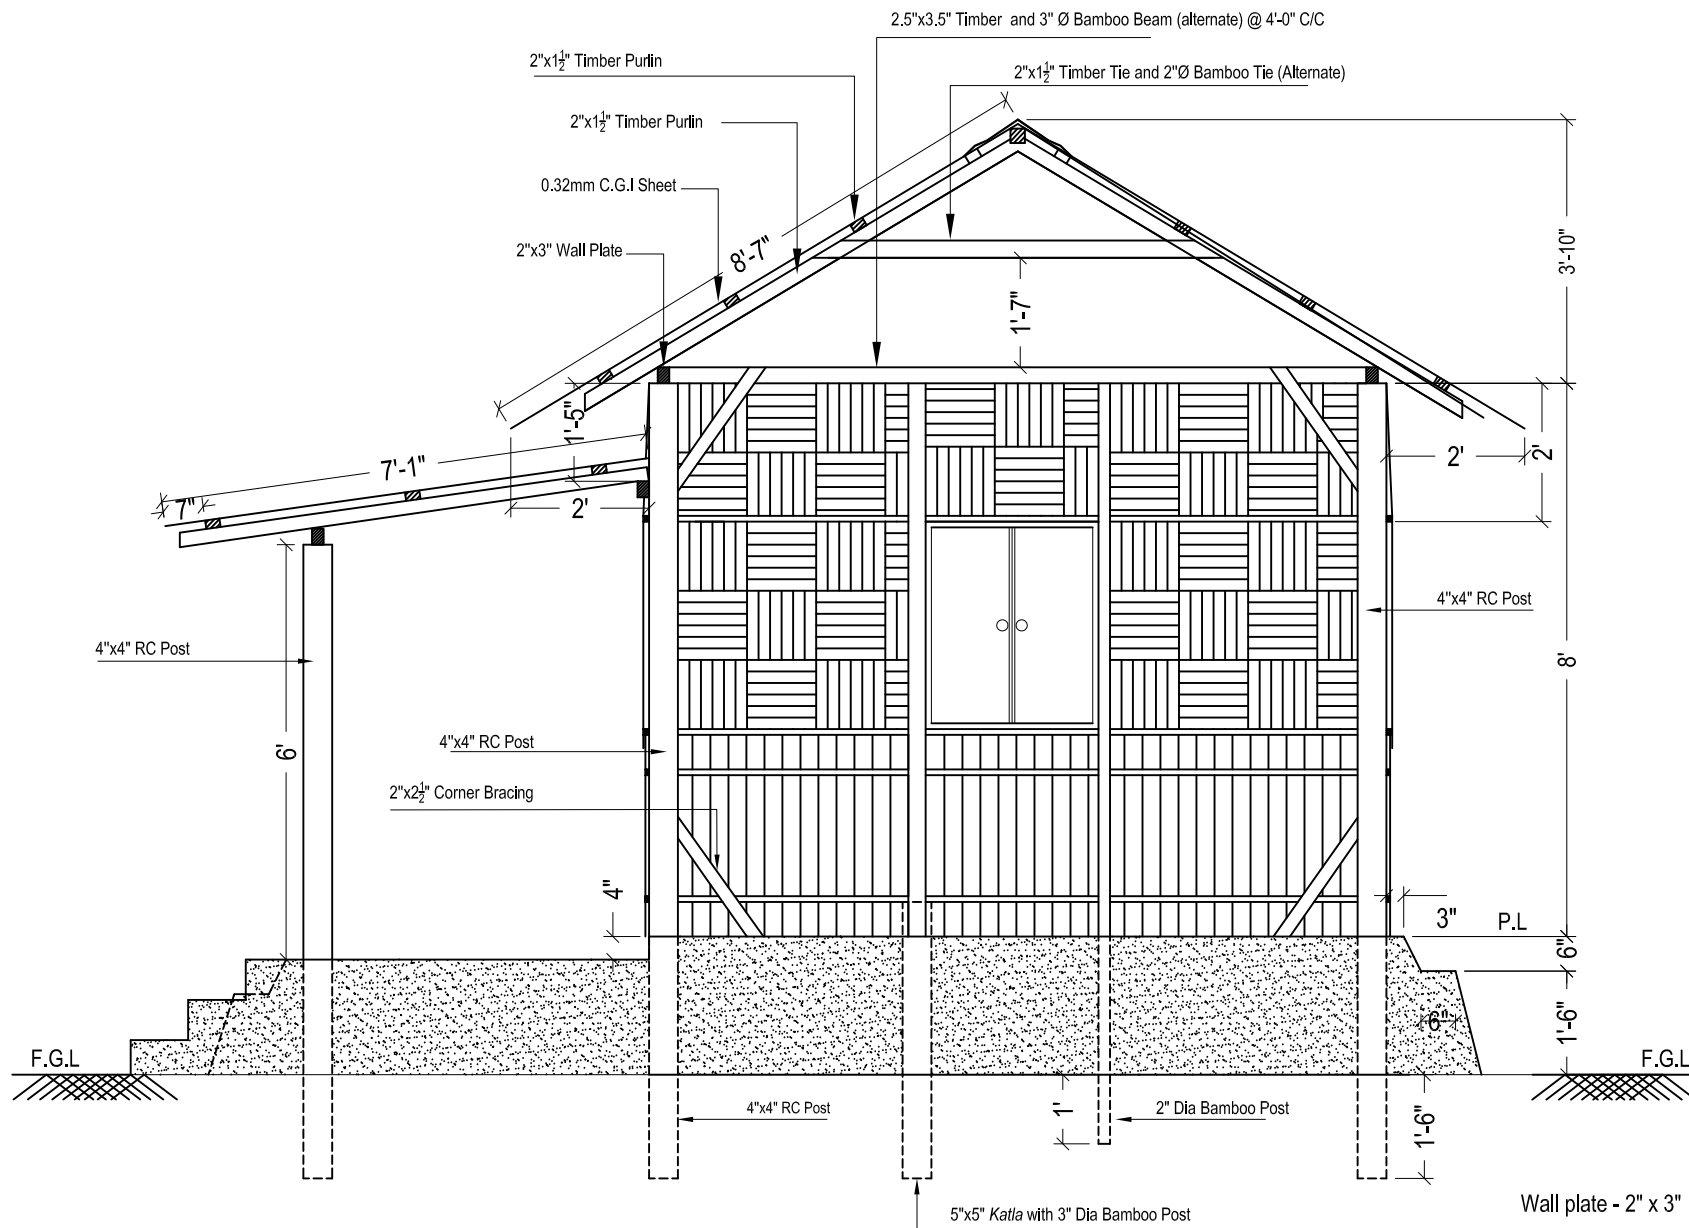 2.5"x3.5" Timber and 3" Ø Bamboo Beam (alternate) @ 4'-0" C/C
2"x1½" Timber Purlin
2"x1½" Timber Tie and 2"Ø Bamboo Tie (Alternate)
2"x1½" Timber Purlin
0.32mm C.G.I Sheet
2"x3" Wall Plate
8'-7"
3'-10"
1'-7"
1'-5"
7'-1"
7"
2'
2'
2'
4"x4" RC Post
4"x4" RC Post
8'
6'
4"x4" RC Post
2"x2½" Corner Bracing
4"
3"
P.L
6"
6"
1'-6"
F.G.L
F.G.L
4"x4" RC Post
1'
2" Dia Bamboo Post
1'-6"
5"x5" Katla with 3" Dia Bamboo Post
Wall plate - 2" x 3"